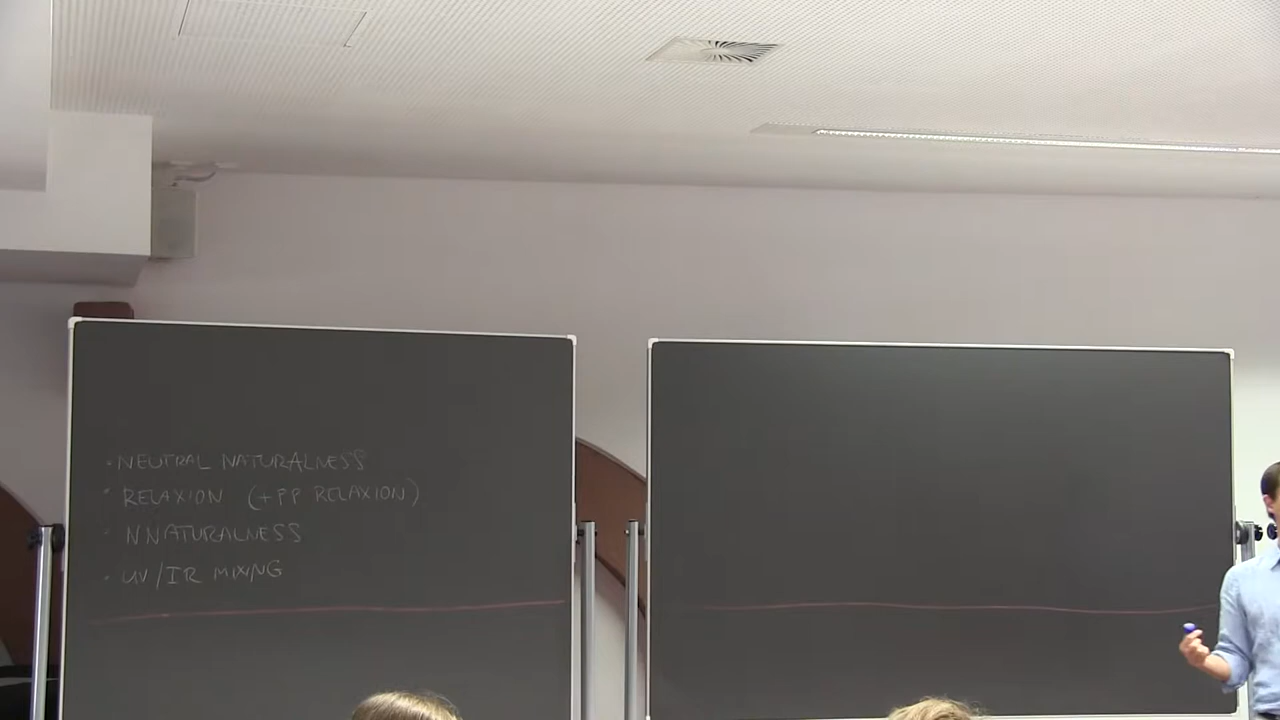 · NEUTRAL NATURALNESS
· RELAXION (+PP RELAXION)
· NNATURALNESS
· UV/IR MIXING